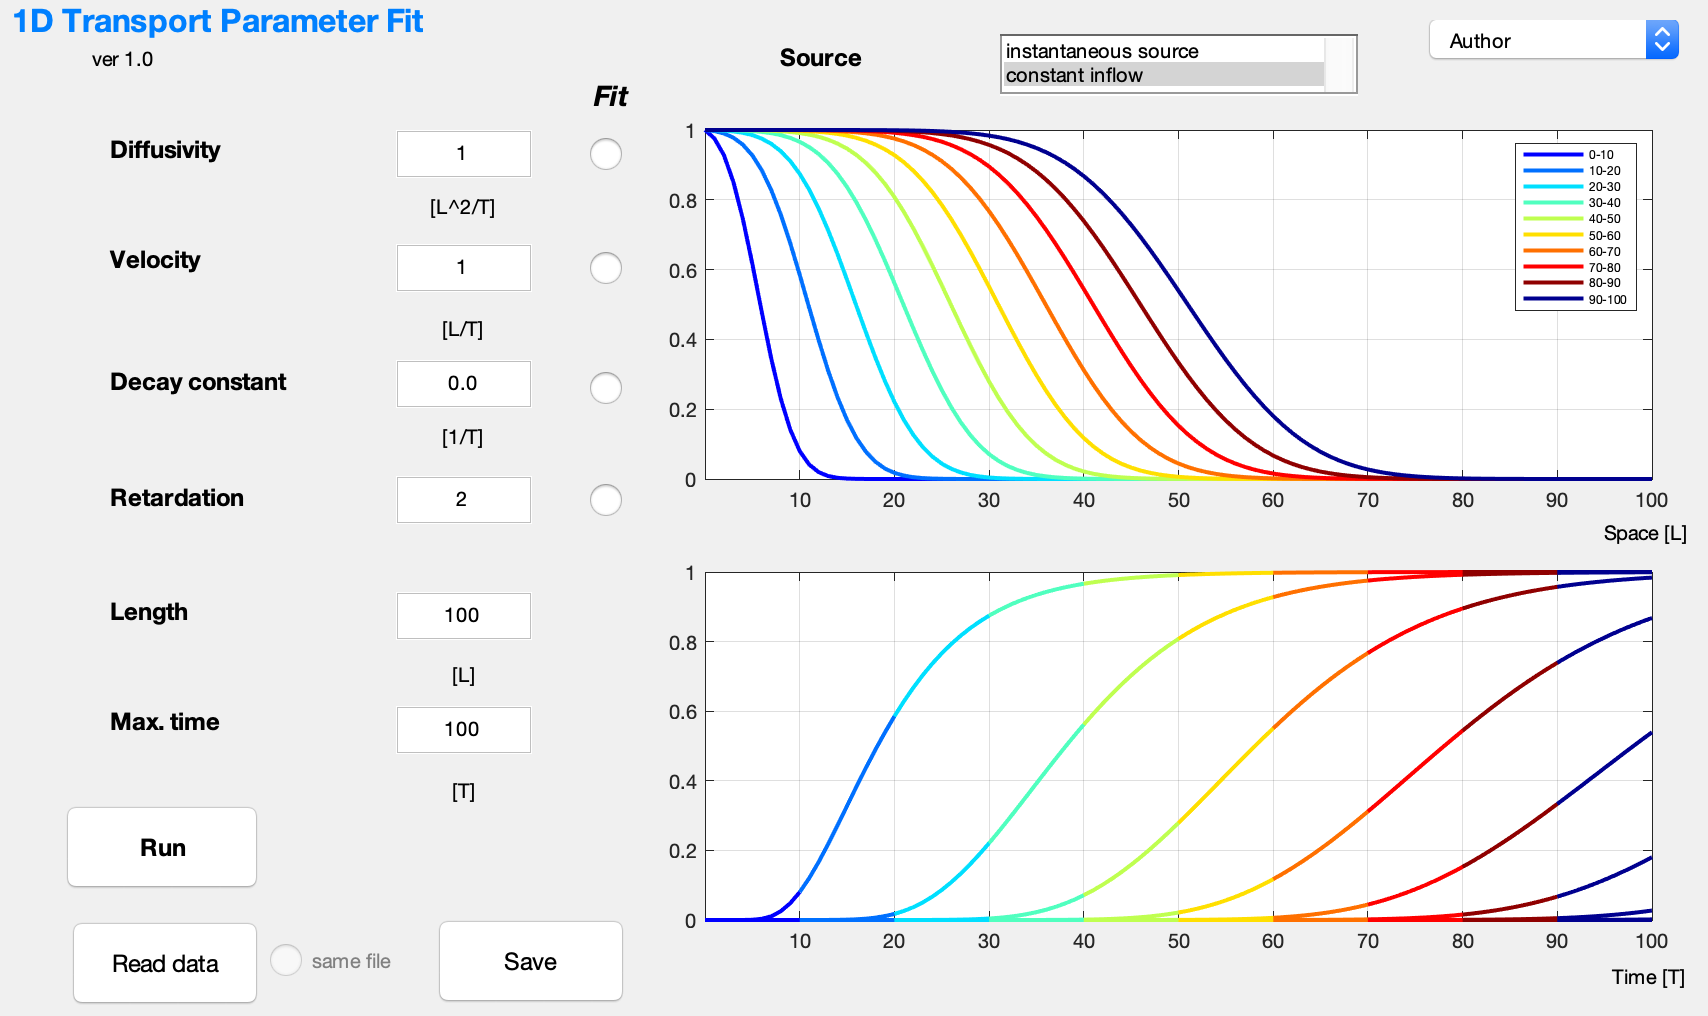 1D Transport Parameter Fit
ver 1.0
Source
instantaneous source
constant inflow
Author
Fit
Diffusivity
1
[L^2/T]
Velocity
1
[L/T]
Decay constant
0.0
[1/T]
Retardation
2
Length
100
[L]
Max. time
100
[T]
Run
Read data
same file
Save
1
0.8
0.6
0.4
0.2
0
10 20 30 40 50 60 70 80 90 100
Space [L]
0-10
10-20
20-30
30-40
40-50
50-60
60-70
70-80
80-90
90-100
1
0.8
0.6
0.4
0.2
0
10 20 30 40 50 60 70 80 90 100
Time [T]